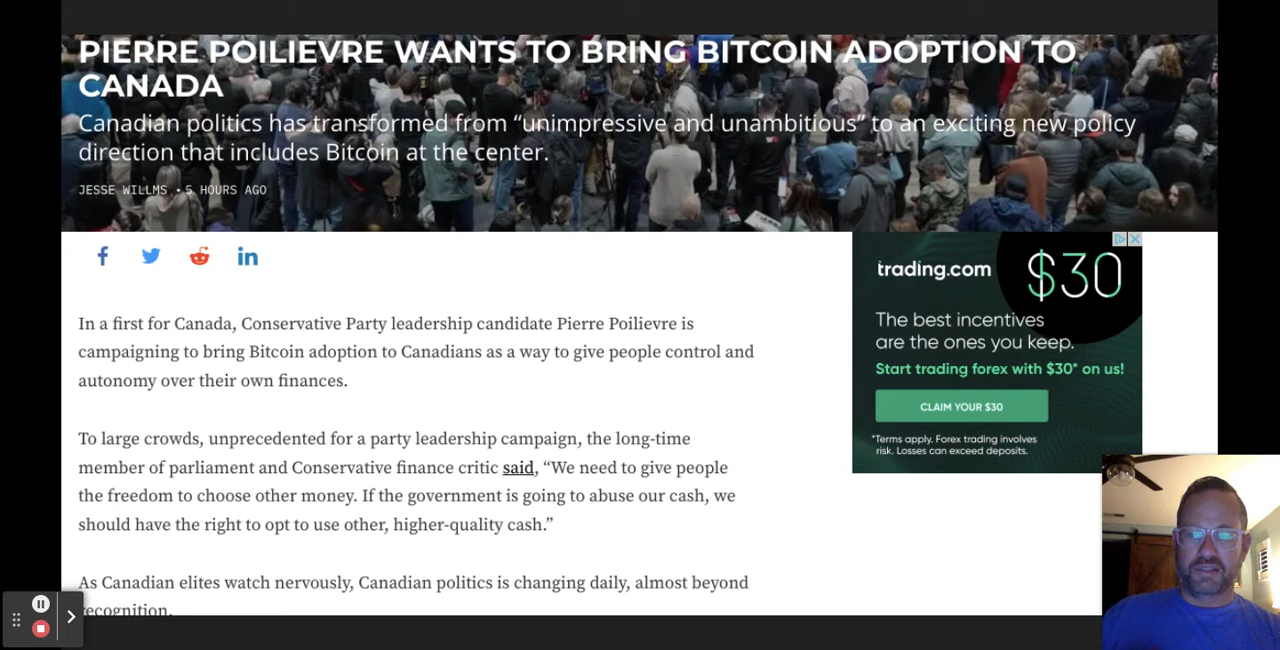 PIERRE POILIEVRE WANTS TO BRING BITCOIN ADOPTION TO
CANADA
Canadian politics has transformed from “unimpressive and unambitious” to an exciting new policy
direction that includes Bitcoin at the center.
JESSE WILLMS • 5 HOURS AGO
In a first for Canada, Conservative Party leadership candidate Pierre Poilievre is
campaigning to bring Bitcoin adoption to Canadians as a way to give people control and
autonomy over their own finances.
To large crowds, unprecedented for a party leadership campaign, the long-time
member of parliament and Conservative finance critic said, “We need to give people
the freedom to choose other money. If the government is going to abuse our cash, we
should have the right to opt to use other, higher-quality cash.”
As Canadian elites watch nervously, Canadian politics is changing daily, almost beyond
recognition.
trading.com
$30
The best incentives
are the ones you keep.
Start trading forex with $30* on us!
CLAIM YOUR $30
*Terms apply. Forex trading involves
risk. Losses can exceed deposits.